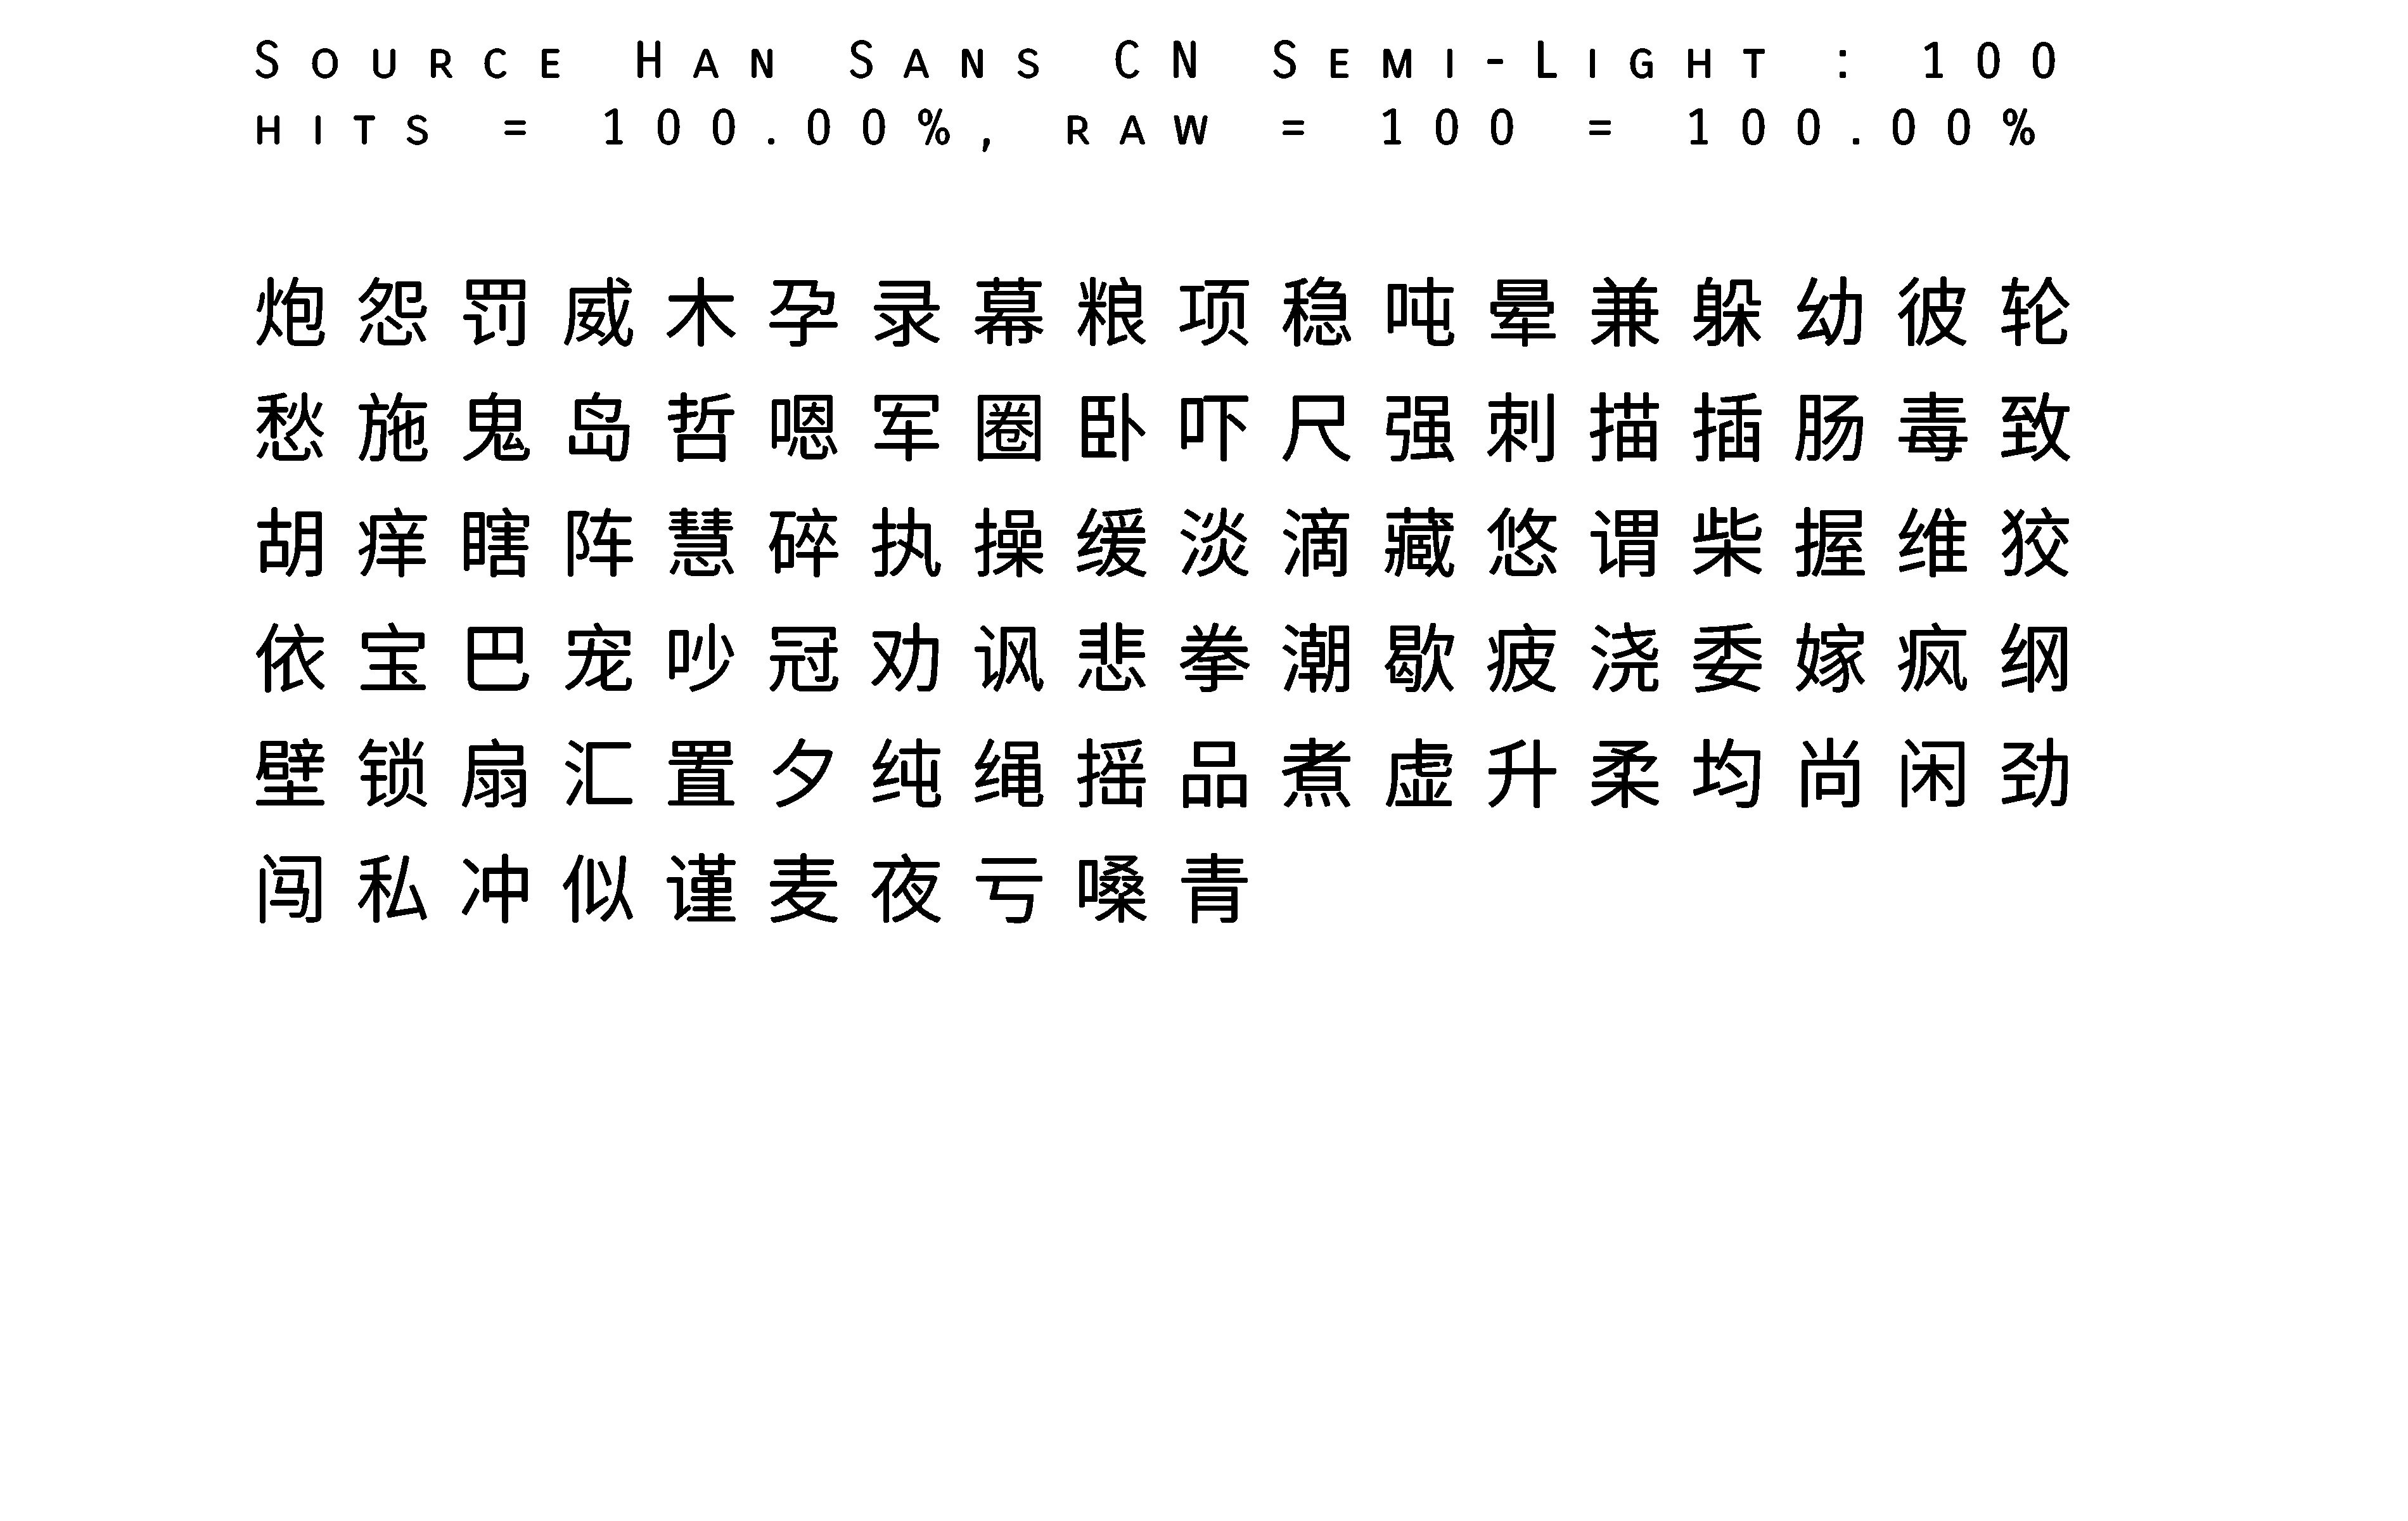 Source Han Sans CN Semi-Light : 100
hits = 100.00%, raw = 100 = 100.00%
炮怨罚威木孕录幕粮项稳吨晕兼躲幼彼轮
愁施鬼岛哲嗯军圈卧吓尺强刺描插肠毒致
胡痒瞎阵慧碎执操缓淡滴藏悠谓柴握维狡
依宝巴宠吵冠劝讽悲拳潮歇疲浇委嫁疯纲
壁锁扇汇置夕纯绳摇品煮虚升柔均尚闲劲
闯私冲似谨麦夜亏嗓青